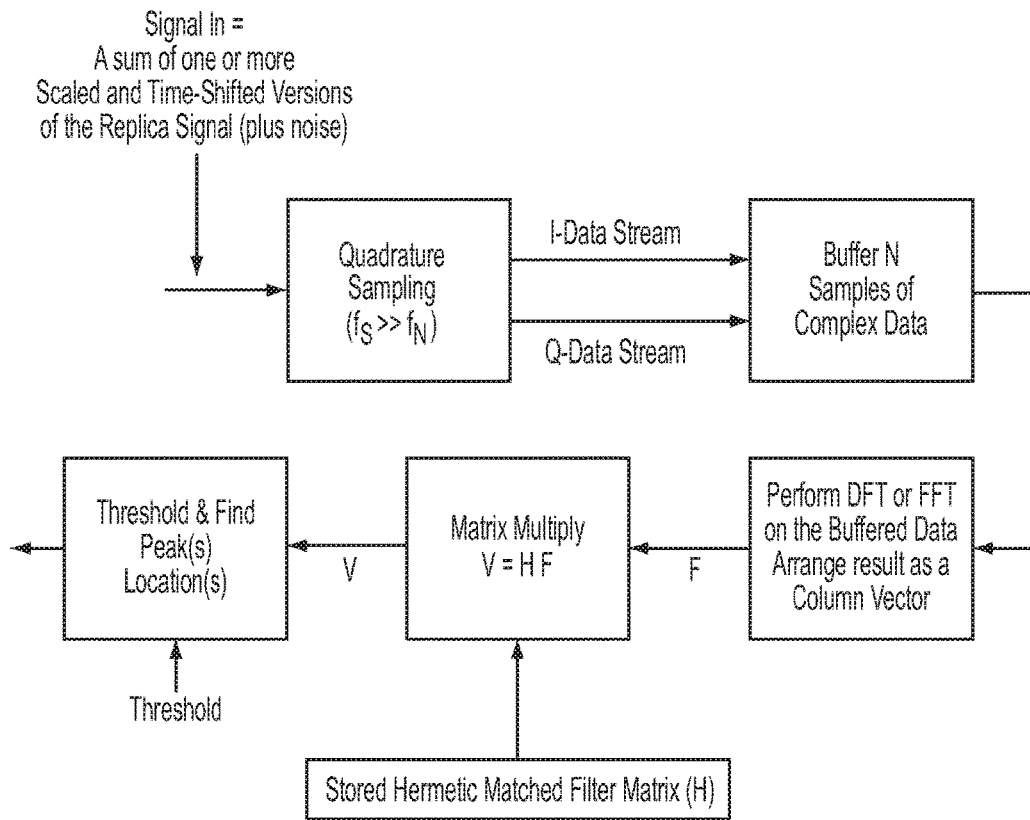 Signal In =
A sum of one or more
Scaled and Time-Shifted Versions
of the Replica Signal (plus noise)
Quadrature
Sampling
(fS >> fN)
I-Data Stream
Q-Data Stream
Buffer N
Samples of
Complex Data
Perform DFT or FFT
on the Buffered Data
Arrange result as a
Column Vector
F
Matrix Multiply
V = H F
V
Threshold & Find
Peak(s)
Location(s)
Threshold
Stored Hermetic Matched Filter Matrix (H)